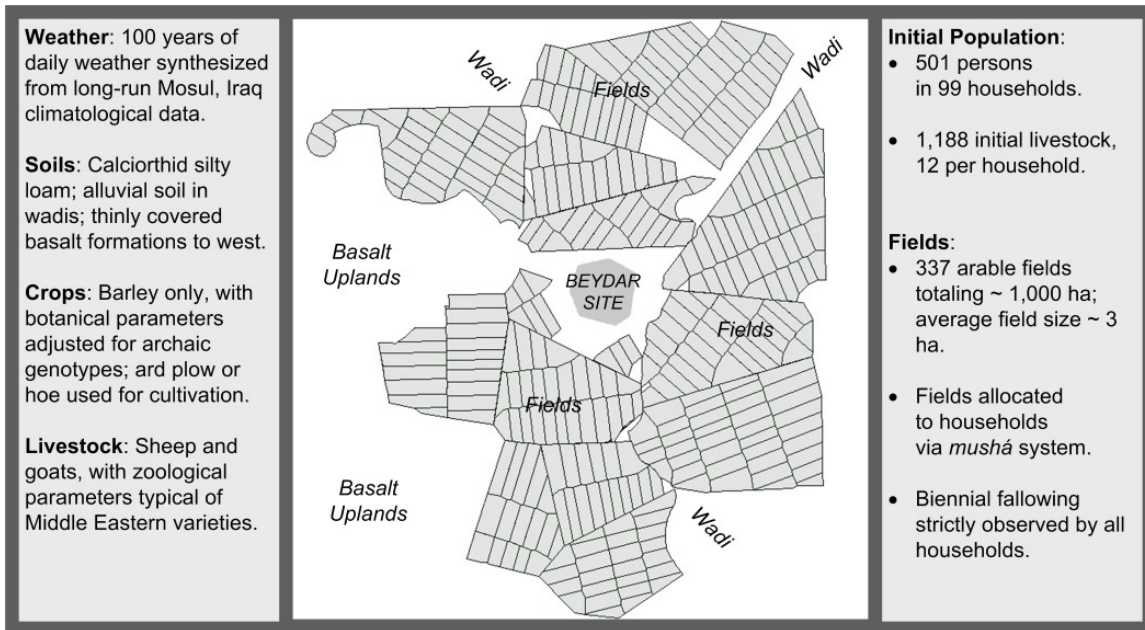 Weather: 100 years of
daily weather synthesized
from long-run Mosul, Iraq
climatological data.
Soils: Calciorthid silty
loam; alluvial soil in
wadis; thinly covered
basalt formations to west.
Crops: Barley only, with
botanical parameters
adjusted for archaic
genotypes; ard plow or
hoe used for cultivation.
Livestock: Sheep and
goats, with zoological
parameters typical of
Middle Eastern varieties.
Wadi
Fields
Wadi
Basalt
Uplands
BEYDAR
SITE
Fields
Fields
Basalt
Uplands
Wadi
Initial Population:
• 501 persons
in 99 households.
• 1,188 initial livestock,
12 per household.
Fields:
• 337 arable fields
totaling ~ 1,000 ha;
average field size ~ 3
ha.
• Fields allocated
to households
via mushá system.
• Biennial fallowing
strictly observed by all
households.